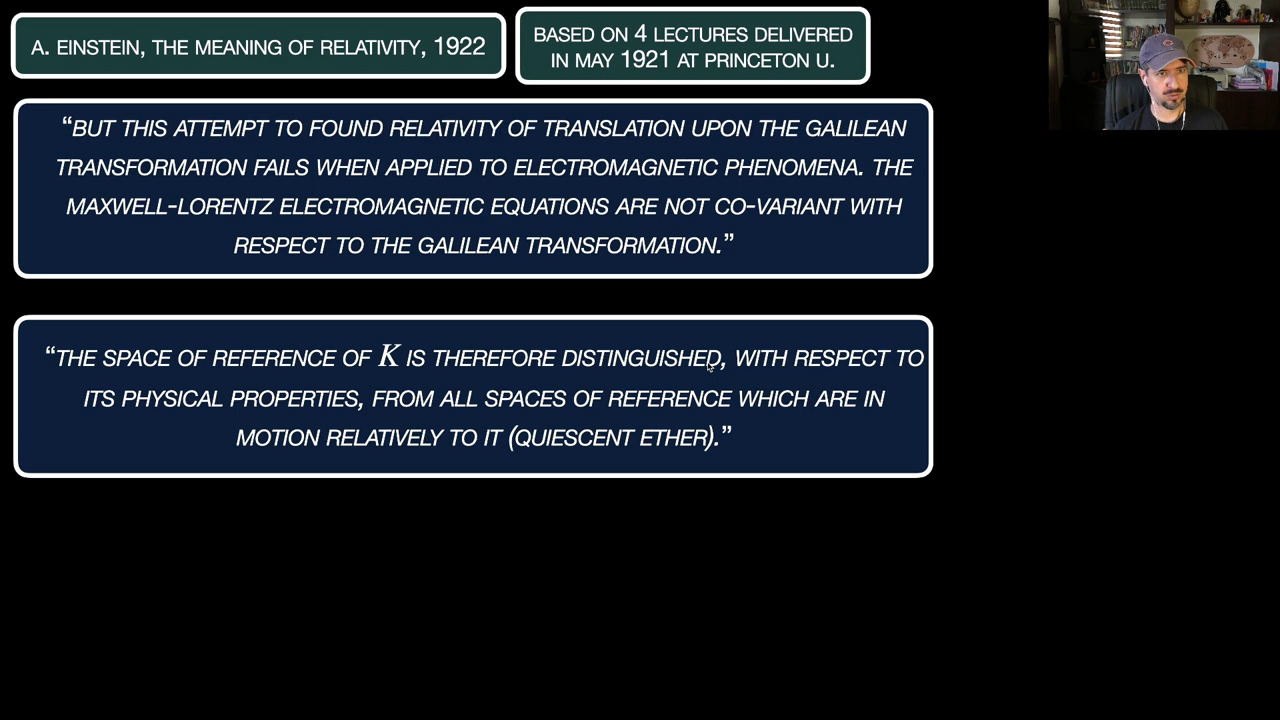 A. EINSTEIN, THE MEANING OF RELATIVITY, 1922
BASED ON 4 LECTURES DELIVERED
IN MAY 1921 AT PRINCETON U.
“BUT THIS ATTEMPT TO FOUND RELATIVITY OF TRANSLATION UPON THE GALILEAN
TRANSFORMATION FAILS WHEN APPLIED TO ELECTROMAGNETIC PHENOMENA. THE
MAXWELL-LORENTZ ELECTROMAGNETIC EQUATIONS ARE NOT CO-VARIANT WITH
RESPECT TO THE GALILEAN TRANSFORMATION.”
“THE SPACE OF REFERENCE OF K IS THEREFORE DISTINGUISHED, WITH RESPECT TO
ITS PHYSICAL PROPERTIES, FROM ALL SPACES OF REFERENCE WHICH ARE IN
MOTION RELATIVELY TO IT (QUIESCENT ETHER).”